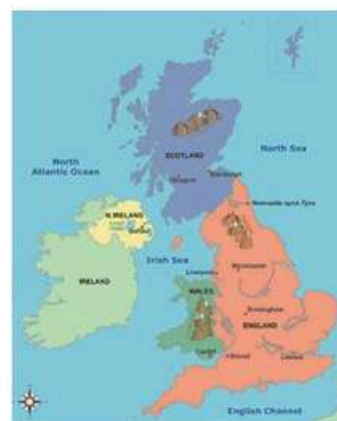 North
Atlantic Ocean
North Sea
SCOTLAND
Glasgow
Edinburgh
Newcastle upon Tyne
N.IRELAND
Belfast
Irish Sea
IRELAND
Liverpool
Manchester
WALES
Birmingham
ENGLAND
Cardiff
Bristol
London
English Channel